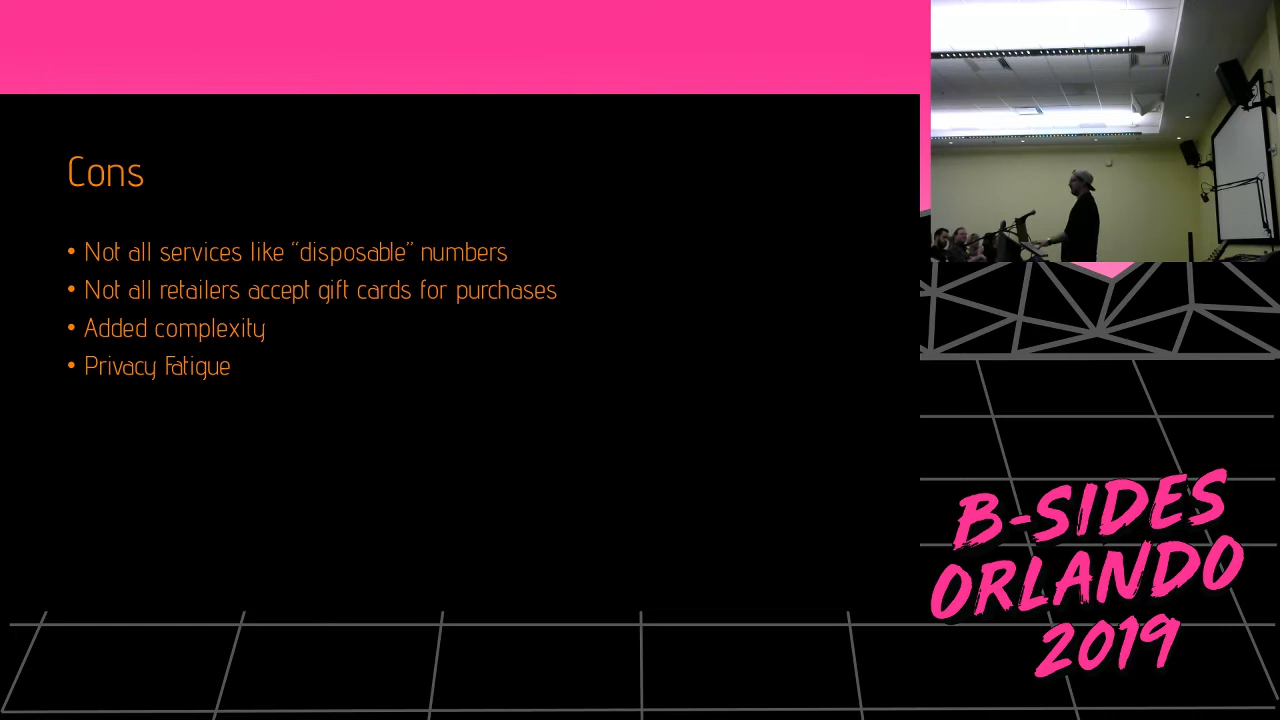 Cons
• Not all services like “disposable” numbers
• Not all retailers accept gift cards for purchases
• Added complexity
• Privacy Fatigue
B-SIDES
ORLANDO
2019